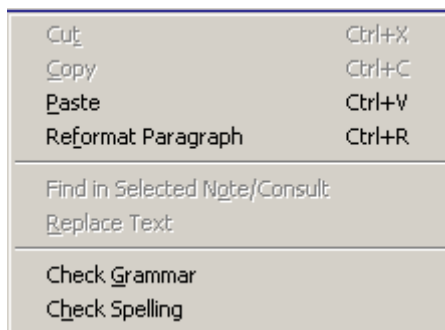 Cut Ctrl+X
Copy Ctrl+C
Paste Ctrl+V
Reformat Paragraph Ctrl+R
Find in Selected Note/Consult
Replace Text
Check Grammar
Check Spelling